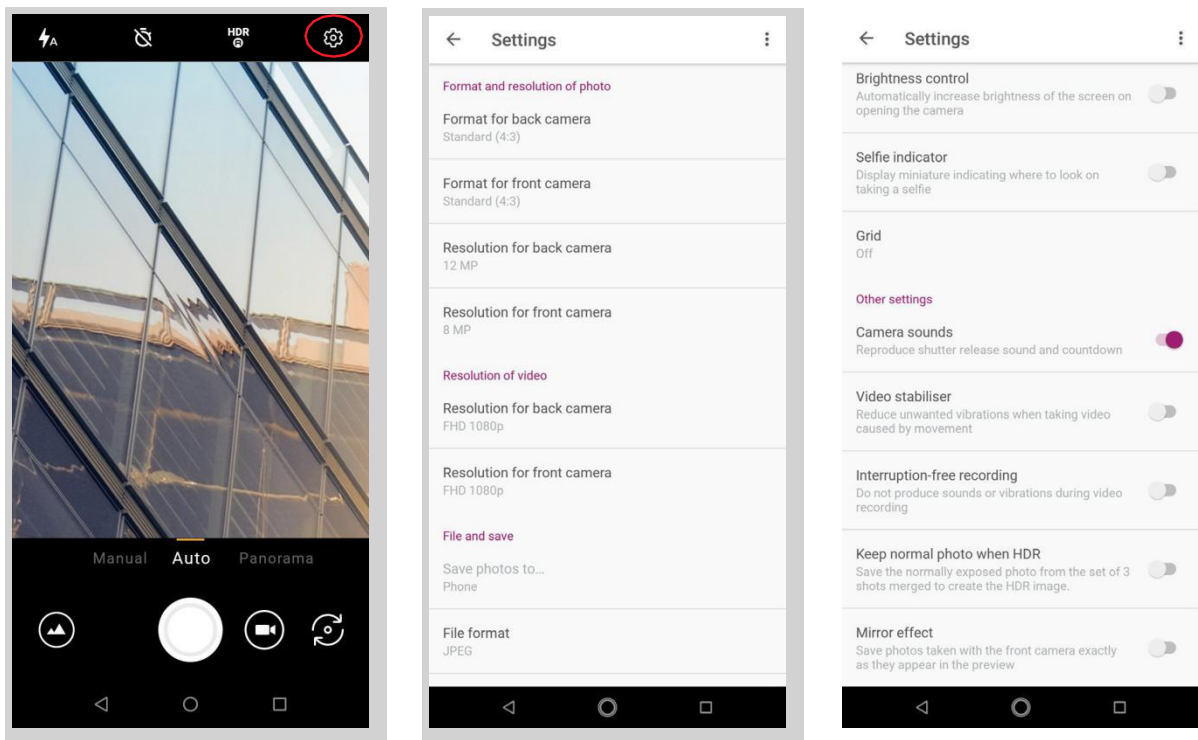 A
HDR
A
Manual Auto Panorama
Settings
Format and resolution of photo
Format for back camera
Standard (4:3)
Format for front camera
Standard (4:3)
Resolution for back camera
12 MP
Resolution for front camera
8 MP
Resolution of video
Resolution for back camera
FHD 1080p
Resolution for front camera
FHD 1080p
File and save
Save photos to...
Phone
File format
JPEG
Settings
Brightness control
Automatically increase brightness of the screen on
opening the camera
Selfie indicator
Display miniature indicating where to look on
taking a selfie
Grid
Off
Other settings
Camera sounds
Reproduce shutter release sound and countdown
Video stabiliser
Reduce unwanted vibrations when taking video
caused by movement
Interruption-free recording
Do not produce sounds or vibrations during video
recording
Keep normal photo when HDR
Save the normally exposed photo from the set of 3
shots merged to create the HDR image.
Mirror effect
Save photos taken with the front camera exactly
as they appear in the preview